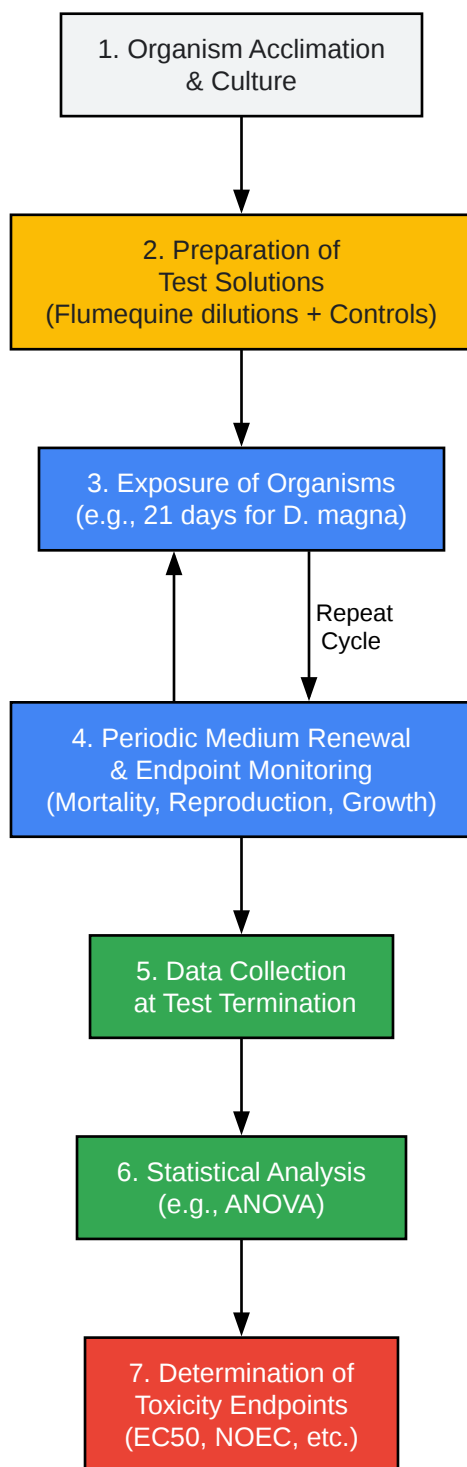 1. Organism Acclimation
& Culture
2. Preparation of
Test Solutions
(Flumequine dilutions + Controls)
3. Exposure of Organisms
(e.g., 21 days for D. magna)
Repeat
Cycle
4. Periodic Medium Renewal
& Endpoint Monitoring
(Mortality, Reproduction, Growth)
5. Data Collection
at Test Termination
6. Statistical Analysis
(e.g., ANOVA)
7. Determination of
Toxicity Endpoints
(EC50, NOEC, etc.)